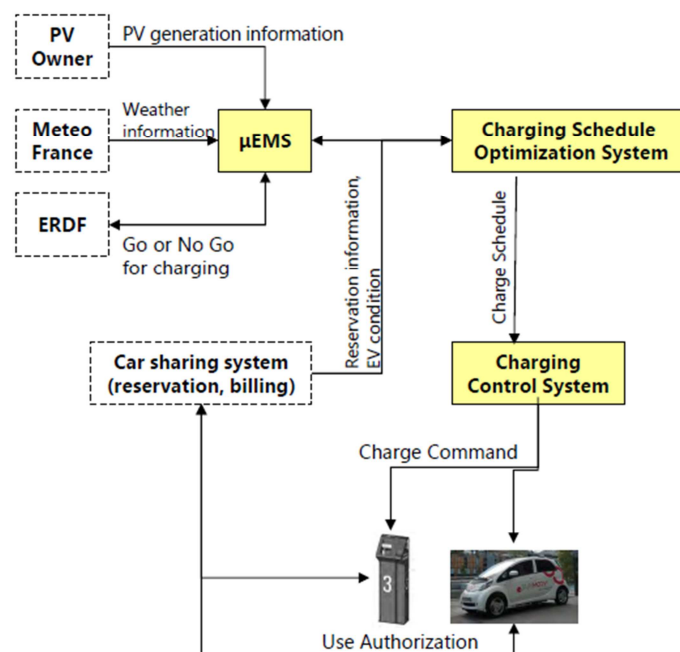 PV
Owner
PV generation information
Meteo
France
Weather
information
µEMS
Charging Schedule
Optimization System
ERDF
Go or No Go
for charging
Reservation information,
EV condition
Charge Schedule
Car sharing system
(reservation, billing)
Charging
Control System
Charge Command
3
Use Authorization